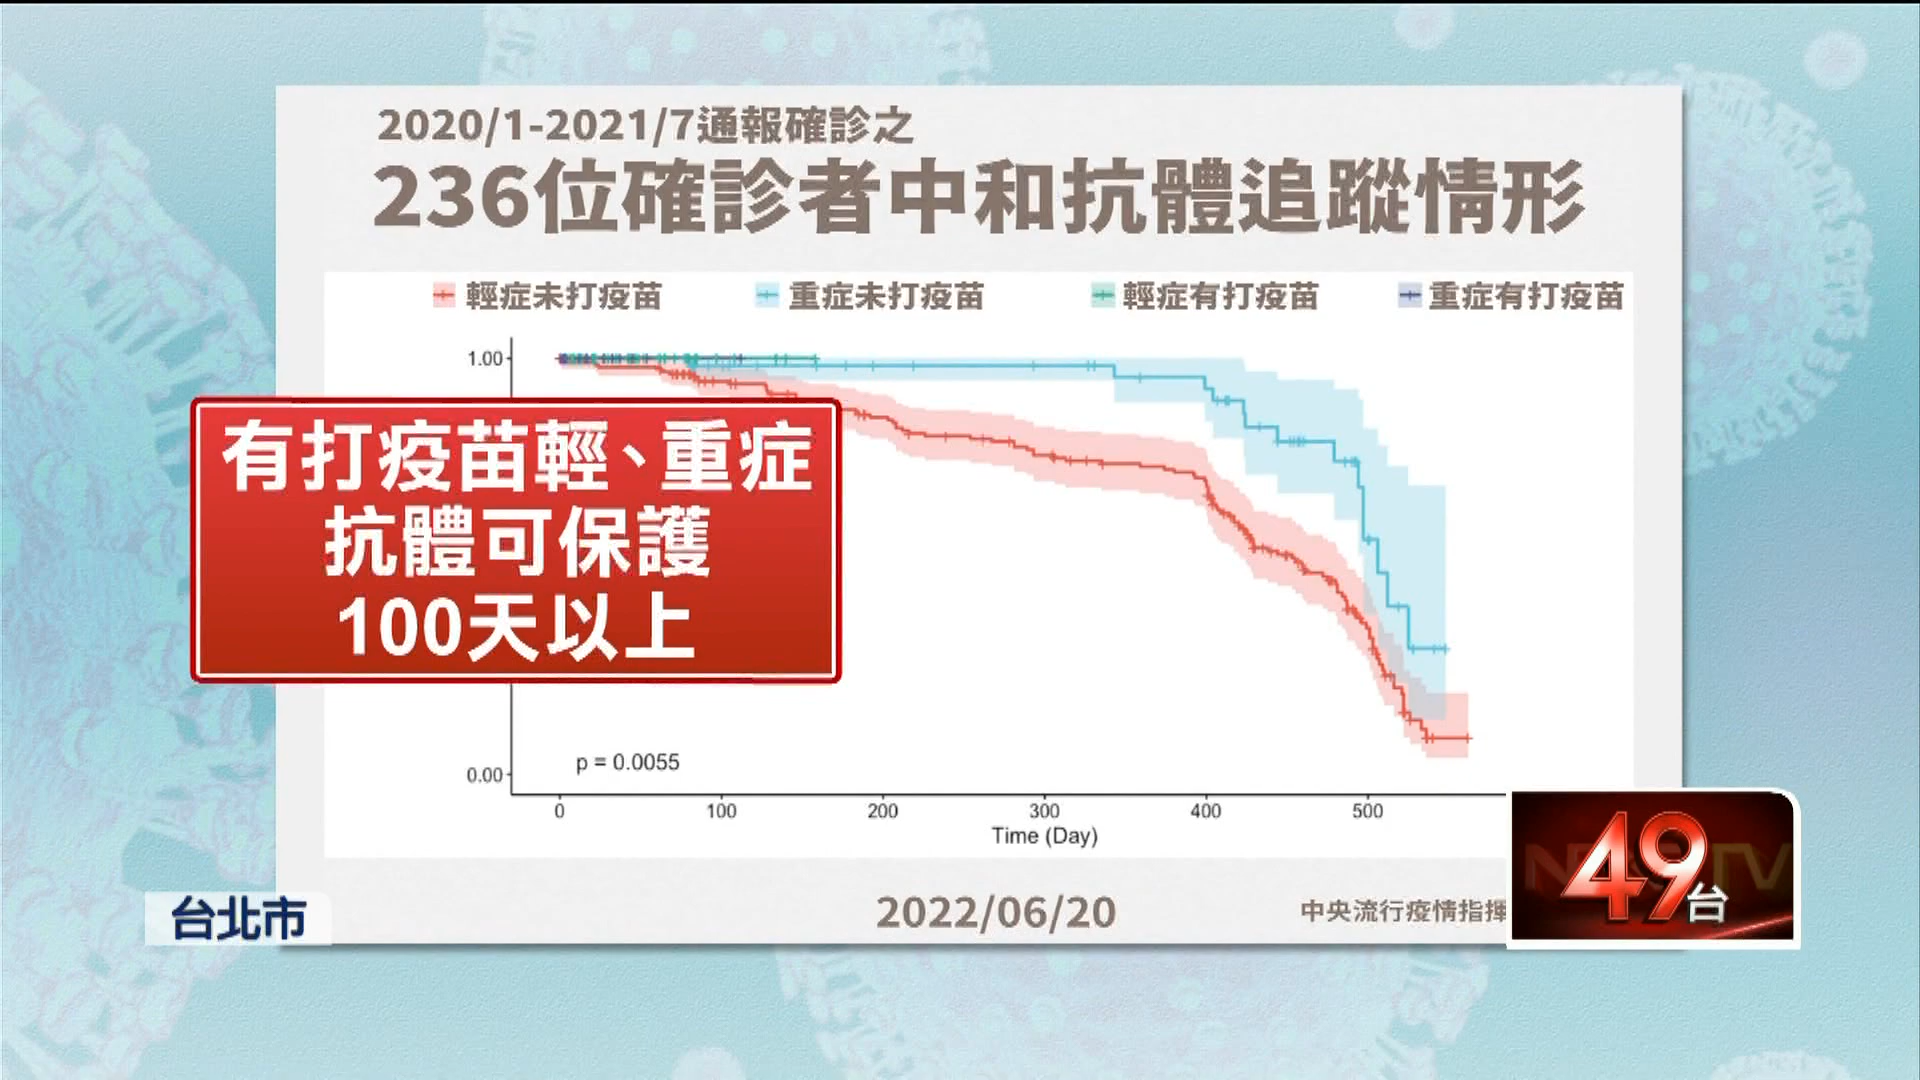 2020/1-2021/7通報確診之
236位確診者中和抗體追蹤情形
輕症未打疫苗
重症未打疫苗
輕症有打疫苗
重症有打疫苗
1.00
有打疫苗輕、重症
抗體可保護
100天以上
p = 0.0055
0.00
0 100 200 300 400 500
Time (Day)
2022/06/20
中央流行疫情指揮
台北市
49台
TV